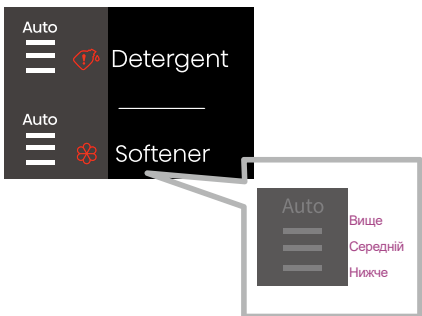 Auto
Detergent
Auto
Softener
Auto
Вище
Середній
Нижче